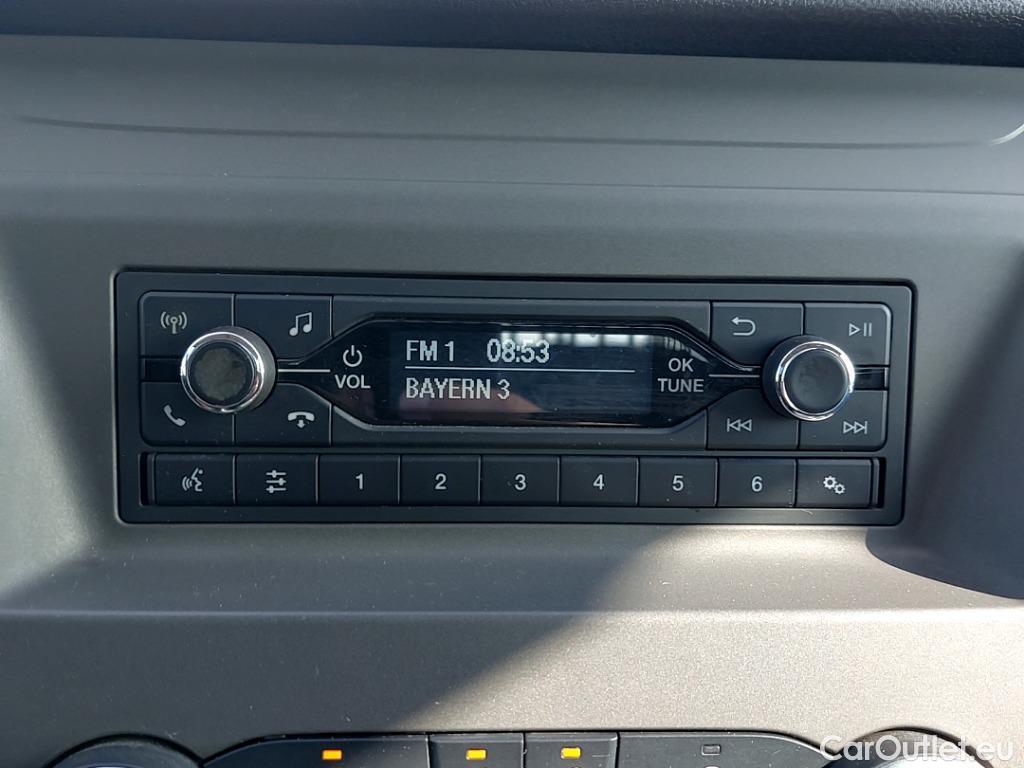 FM 1 08:53
BAYERN 3
VOL
OK
TUNE
1 2 3 4 5 6
CarOutlet.eu